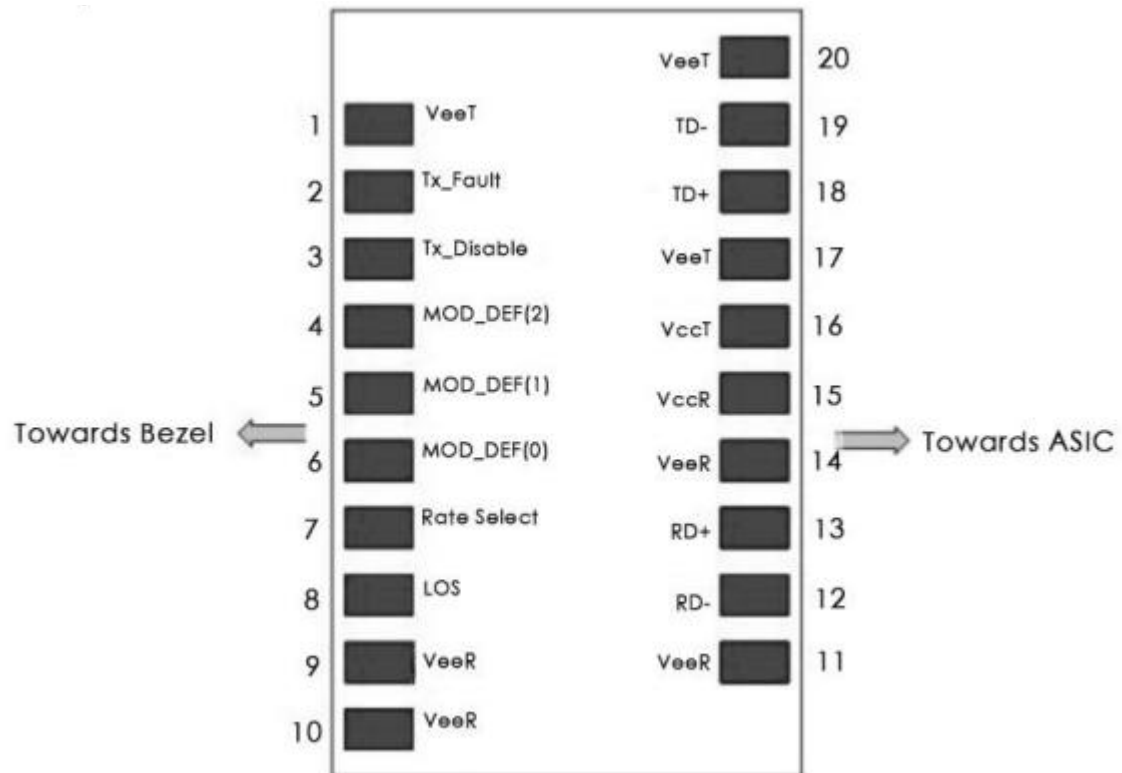 VeeT 20
1 VeeT
TD- 19
2 Tx_Fault
TD+ 18
3 Tx_Disable
VeeT 17
4 MOD_DEF(2)
VccT 16
5 MOD_DEF(1)
VccR 15
Towards Bezel
6 MOD_DEF(0)
VeeR 14
Towards ASIC
7 Rate Select
RD+ 13
8 LOS
RD- 12
9 VeeR
VeeR 11
10 VeeR